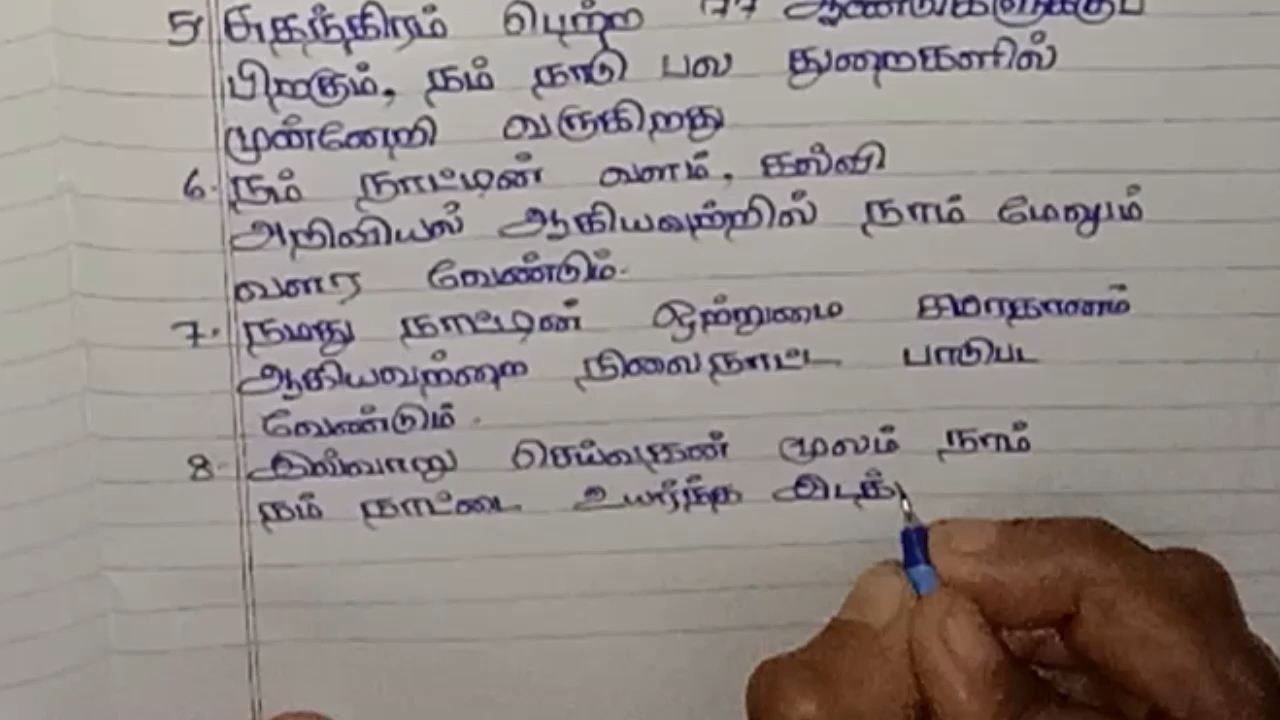 5. சுதந்திரம் பெற்ற 77 ஆண்டுகளுக்குப்
பிறகும், நம் நாடு பல துறைகளில்
முன்னேறி வருகிறது
6. நம் நாட்டின் வளம், கல்வி
அறிவியல் ஆகியவற்றில் நாம் மேலும்
வளர வேண்டும்.
7. நமது நாட்டின் ஒற்றுமை சமாதானம்
ஆகியவற்றை நிலைநாட்ட பாடுபட
வேண்டும்.
8. இவ்வாறு செய்வதன் மூலம் நாம்
நம் நாட்டை உயர்ந்த